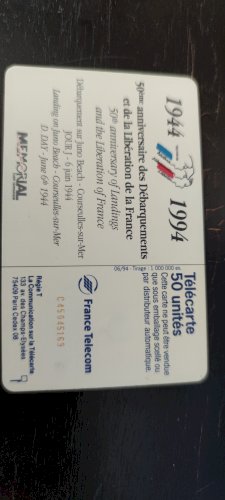 1944
1994
50ème anniversaire des Débarquements
et de la Libération de la France
50th anniversary of Landings
and the Liberation of France
Débarquement sur Juno Beach - Courseulles-sur-Mer
JOUR J - 6 juin 1944
Landing on Juno Beach - Courseulles-sur-Mer
D. Day - June 6th 1944
MEMORIAL
06/94 - Tirage : 1 000 000 ex.
Télécarte
50 unités
Cette carte ne peut être vendue
que sous emballage scellé ou
par distributeur automatique.
France Telecom
Régie T
La Communication sur la Télécarte
133 av. des Champs-Elysées
75409 Paris Cedex 08